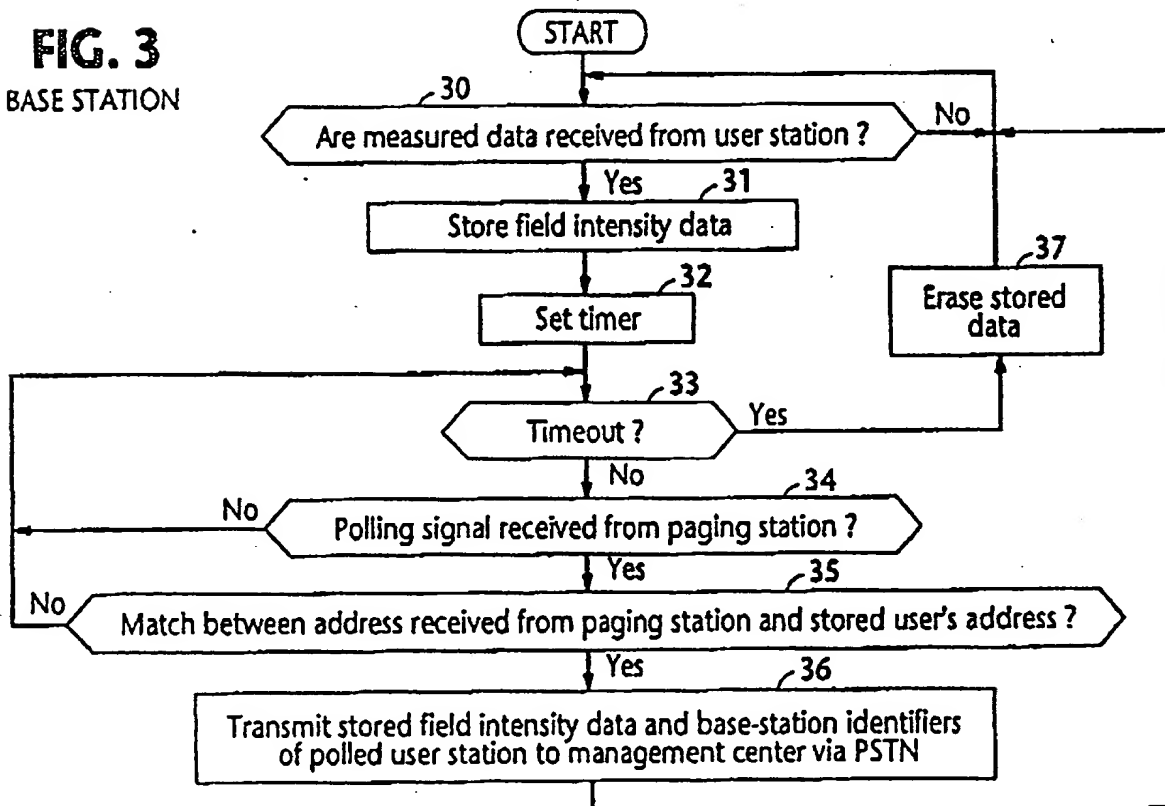 FIG. 3
BASE STATION
START
30
Are measured data received from user station ?
No
Yes
31
Store field intensity data
32
Set timer
37
Erase stored
data
33
Timeout ?
Yes
No
34
Polling signal received from paging station ?
No
Yes
35
Match between address received from paging station and stored user's address ?
No
Yes
36
Transmit stored field intensity data and base-station identifiers
of polled user station to management center via PSTN